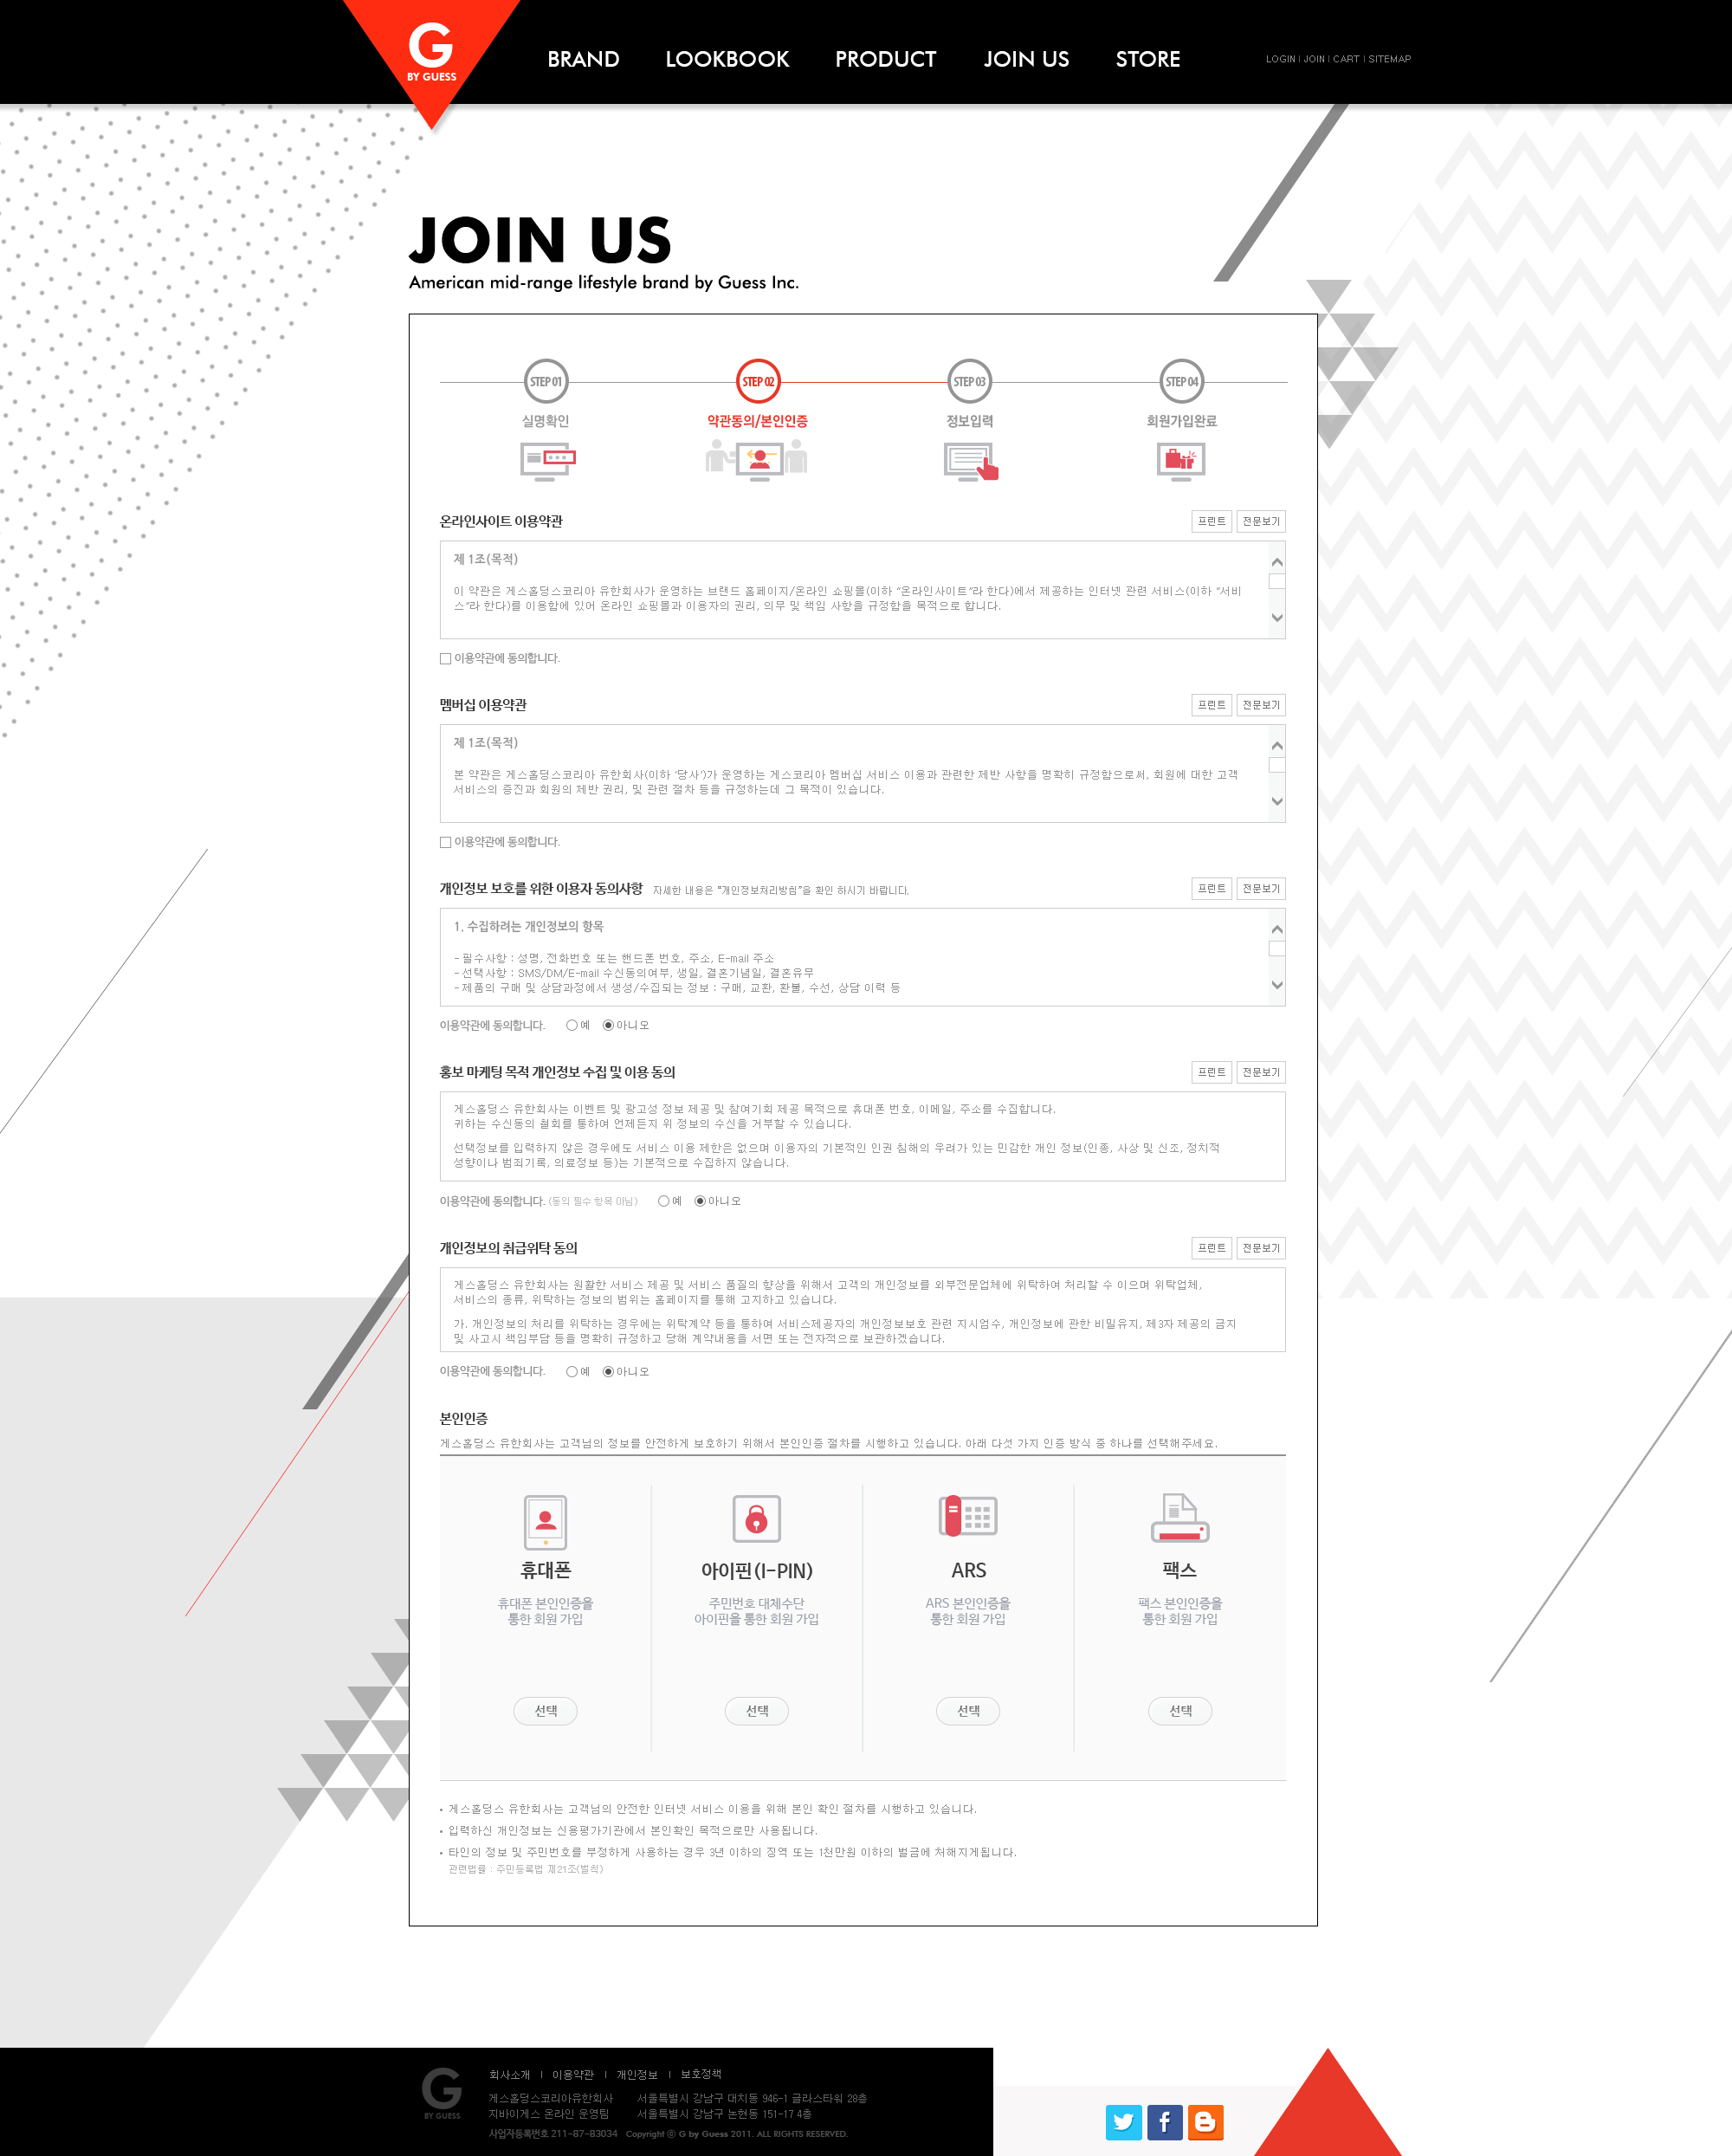 G
BY GUESS
BRAND LOOKBOOK PRODUCT JOIN US STORE
LOGIN | JOIN | CART | SITEMAP
JOIN US
American mid-range lifestyle brand by Guess Inc.
STEP 01 STEP 02 STEP 03 STEP 04
실명확인 약관동의/본인인증 정보입력 회원가입완료
온라인사이트 이용약관 프린트 전문보기
제 1조(목적)
이 약관은 게스홀딩스코리아 유한회사가 운영하는 브랜드 홈페이지/온라인 쇼핑몰(이하 “온라인사이트”라 한다)에서 제공하는 인터넷 관련 서비스(이하 “서비
스”라 한다)를 이용함에 있어 온라인 쇼핑몰과 이용자의 권리, 의무 및 책임 사항을 규정함을 목적으로 합니다.
이용약관에 동의합니다.
멤버십 이용약관 프린트 전문보기
제 1조(목적)
본 약관은 게스홀딩스코리아 유한회사(이하 ‘당사’)가 운영하는 게스코리아 멤버십 서비스 이용과 관련한 제반 사항을 명확히 규정함으로써, 회원에 대한 고객
서비스의 증진과 회원의 제반 권리, 및 관련 절차 등을 규정하는데 그 목적이 있습니다.
이용약관에 동의합니다.
개인정보 보호를 위한 이용자 동의사항 자세한 내용은 “개인정보처리방침”을 확인 하시기 바랍니다. 프린트 전문보기
1. 수집하려는 개인정보의 항목
- 필수사항 : 성명, 전화번호 또는 핸드폰 번호, 주소, E-mail 주소
- 선택사항 : SMS/DM/E-mail 수신동의여부, 생일, 결혼기념일, 결혼유무
- 제품의 구매 및 상담과정에서 생성/수집되는 정보 : 구매, 교환, 환불, 수선, 상담 이력 등
이용약관에 동의합니다. 예 아니오
홍보 마케팅 목적 개인정보 수집 및 이용 동의 프린트 전문보기
게스홀딩스 유한회사는 이벤트 및 광고성 정보 제공 및 참여기회 제공 목적으로 휴대폰 번호, 이메일, 주소를 수집합니다.
귀하는 수신동의 철회를 통하여 언제든지 위 정보의 수신을 거부할 수 있습니다.
선택정보를 입력하지 않은 경우에도 서비스 이용 제한은 없으며 이용자의 기본적인 인권 침해의 우려가 있는 민감한 개인 정보(인종, 사상 및 신조, 정치적
성향이나 범죄기록, 의료정보 등)는 기본적으로 수집하지 않습니다.
이용약관에 동의합니다. (동의 필수 항목 아님) 예 아니오
개인정보의 취급위탁 동의 프린트 전문보기
게스홀딩스 유한회사는 원활한 서비스 제공 및 서비스 품질의 향상을 위해서 고객의 개인정보를 외부전문업체에 위탁하여 처리할 수 이으며 위탁업체,
서비스의 종류, 위탁하는 정보의 범위는 홈페이지를 통해 고지하고 있습니다.
가. 개인정보의 처리를 위탁하는 경우에는 위탁계약 등을 통하여 서비스제공자의 개인정보보호 관련 지시엄수, 개인정보에 관한 비밀유지, 제3자 제공의 금지
및 사고시 책임부담 등을 명확히 규정하고 당해 계약내용을 서면 또는 전자적으로 보관하겠습니다.
이용약관에 동의합니다. 예 아니오
본인인증
게스홀딩스 유한회사는 고객님의 정보를 안전하게 보호하기 위해서 본인인증 절차를 시행하고 있습니다. 아래 다섯 가지 인증 방식 중 하나를 선택해주세요.
휴대폰 아이핀(I-PIN) ARS 팩스
휴대폰 본인인증을 주민번호 대체수단 ARS 본인인증을 팩스 본인인증을
통한 회원 가입 아이핀을 통한 회원 가입 통한 회원 가입 통한 회원 가입
선택 선택 선택 선택
• 게스홀딩스 유한회사는 고객님의 안전한 인터넷 서비스 이용을 위해 본인 확인 절차를 시행하고 있습니다.
• 입력하신 개인정보는 신용평가기관에서 본인확인 목적으로만 사용됩니다.
• 타인의 정보 및 주민번호를 부정하게 사용하는 경우 3년 이하의 징역 또는 1천만원 이하의 벌금에 처해지게됩니다.
관련법률 : 주민등록법 제21조(벌칙)
G
BY GUESS
회사소개 | 이용약관 | 개인정보 | 보호정책
게스홀딩스코리아유한회사 서울특별시 강남구 대치동 946-1 글라스타워 28층
지바이게스 온라인 운영팀 서울특별시 강남구 논현동 151-17 4층
사업자등록번호 211-87-83034 Copyright ⓒ G by Guess 2011. ALL RIGHTS RESERVED.